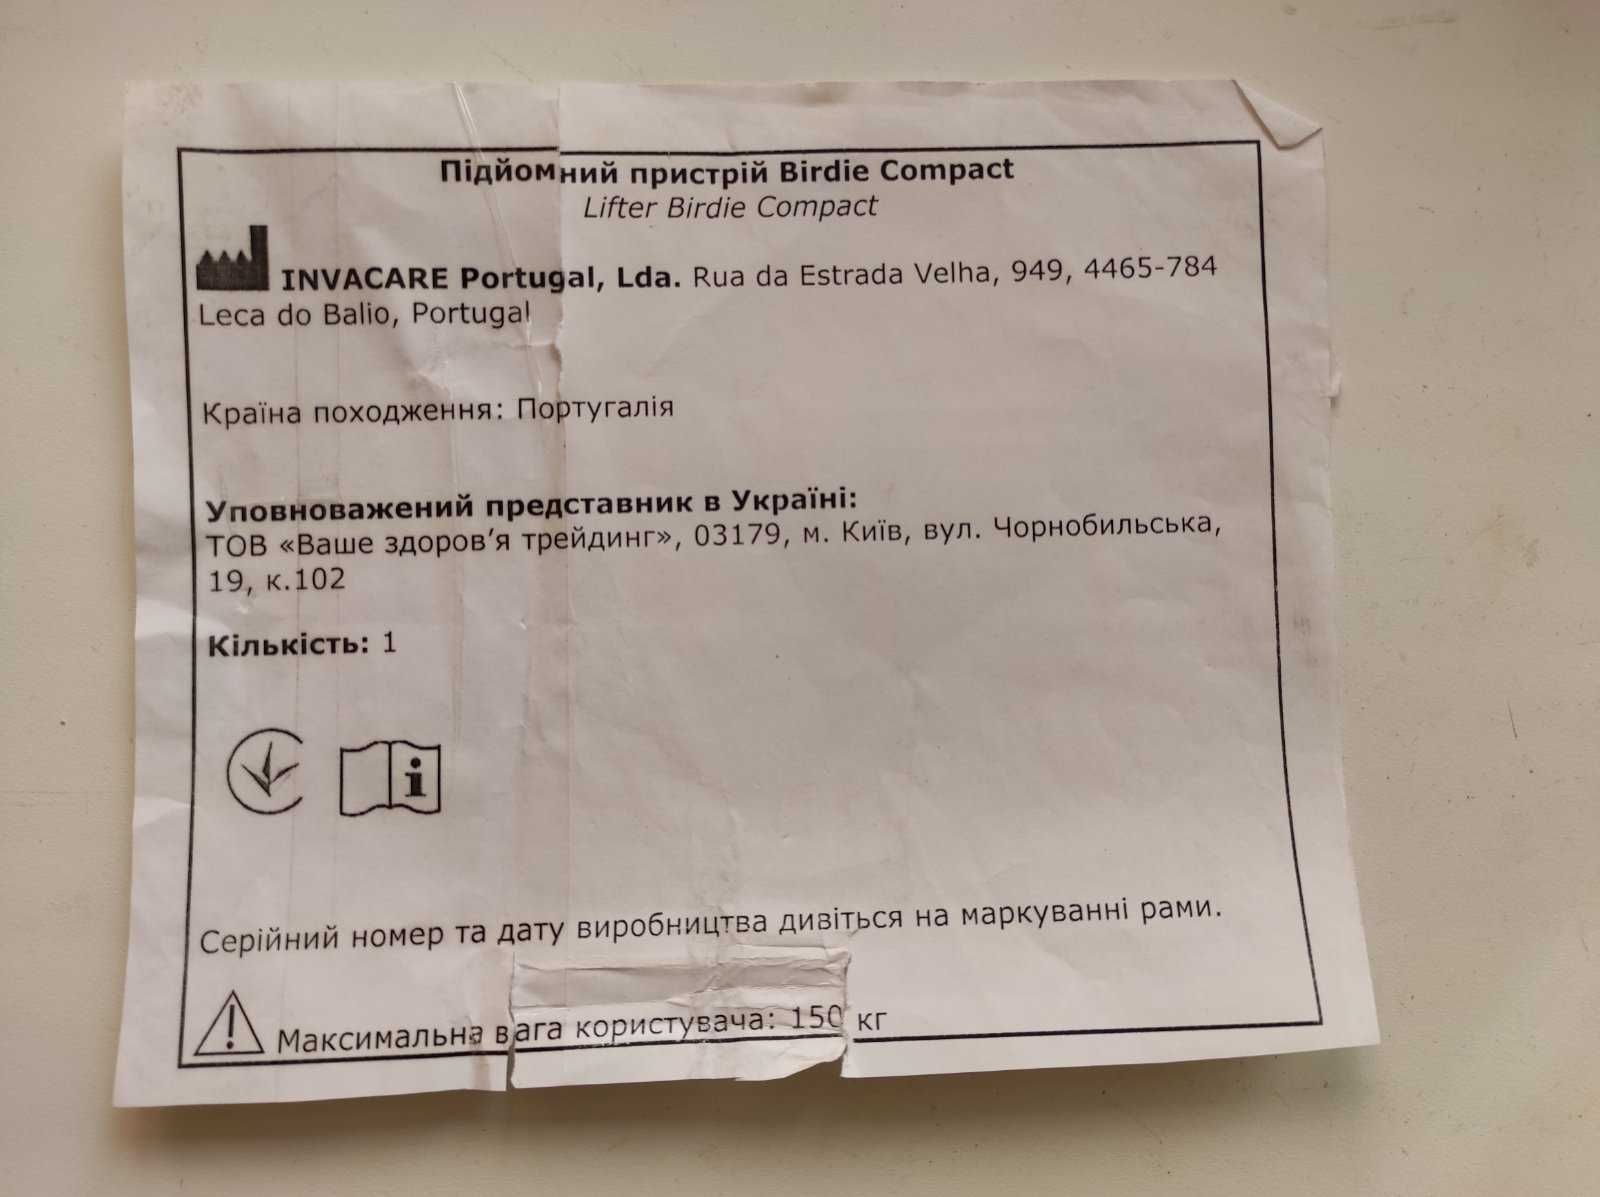 Підйомний пристрій Birdie Compact
Lifter Birdie Compact
INVACARE Portugal, Lda. Rua da Estrada Velha, 949, 4465-784
Leca do Balio, Portugal
Країна походження: Португалія
Уповноважений представник в Україні:
ТОВ «Ваше здоров’я трейдинг», 03179, м. Київ, вул. Чорнобильська,
19, к.102
Кількість: 1
i
Серійний номер та дату виробництва дивіться на маркуванні рами.
! Максимальна вага користувача: 150 кг